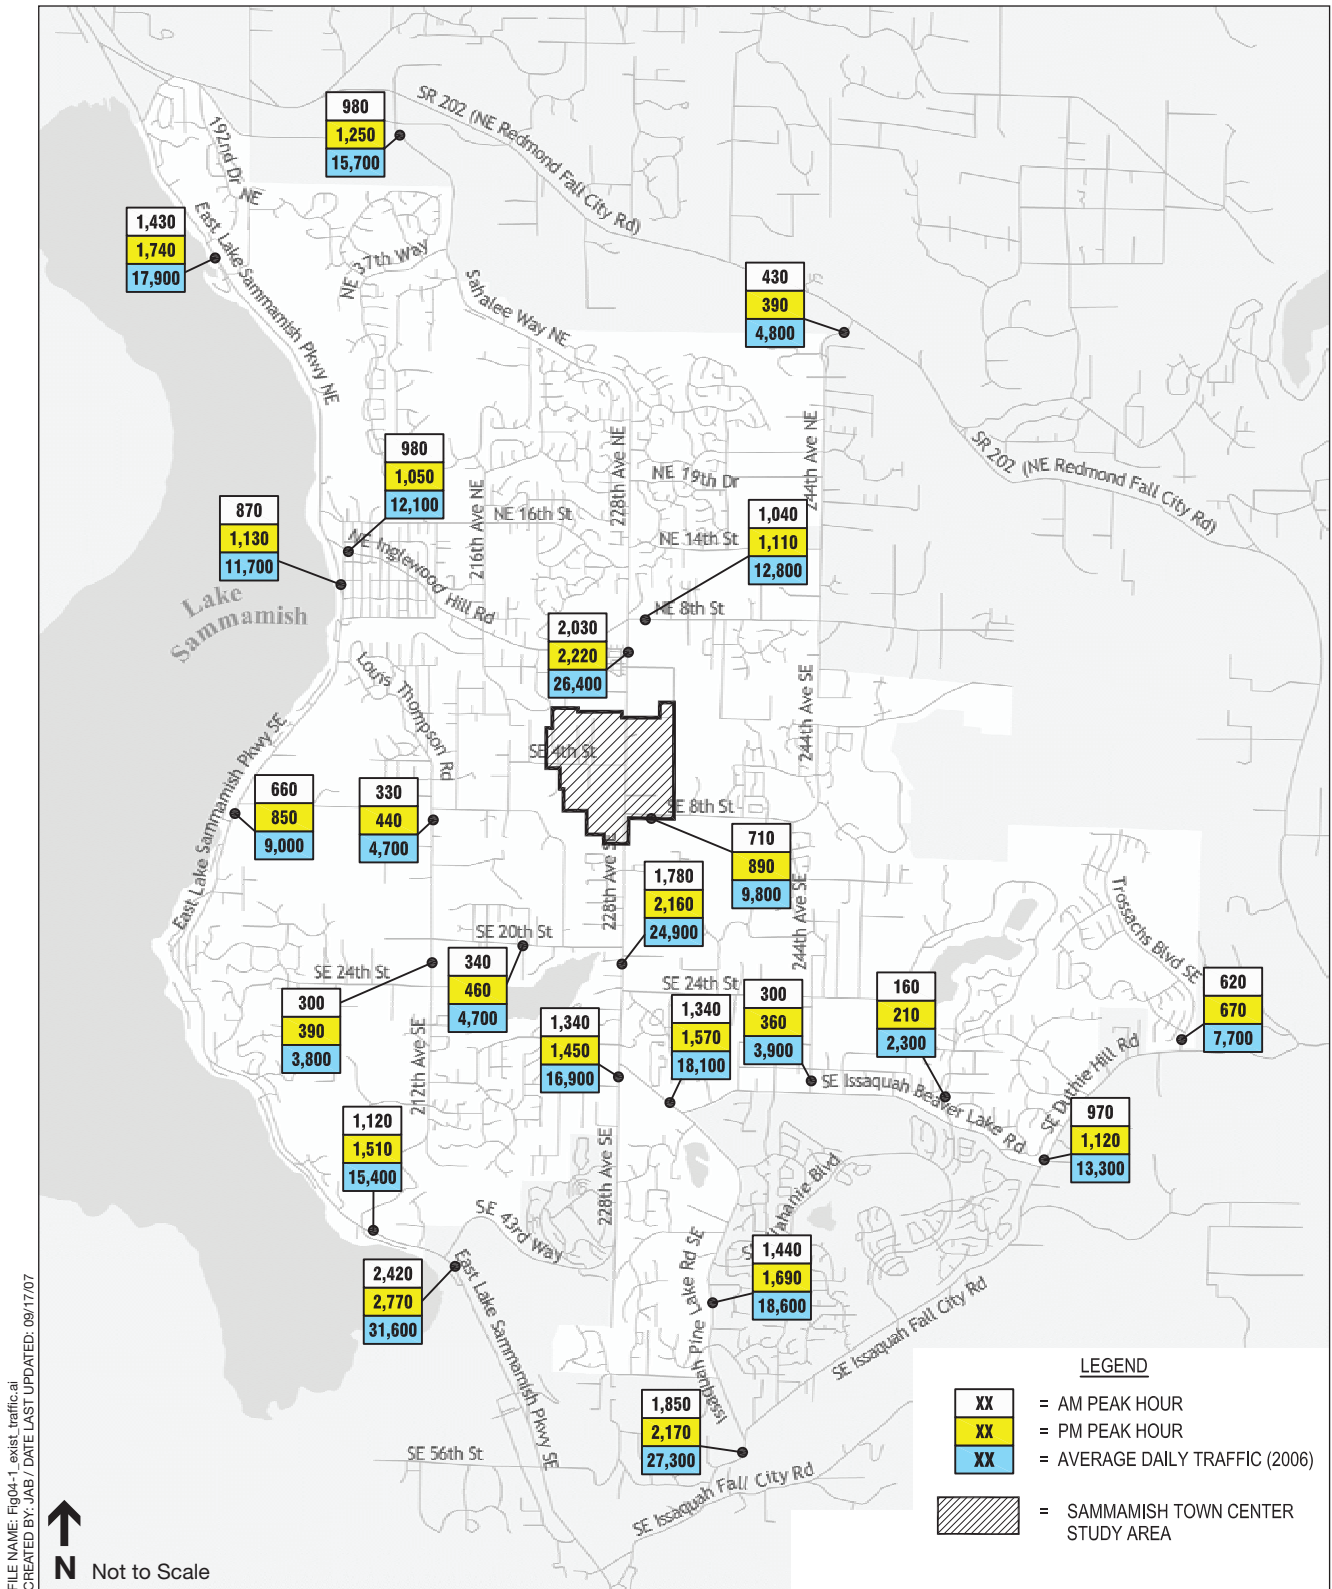 980
1,250
15,700
SR 202 (NE Redmond Fall City Rd)
192nd Dr NE
1,430
1,740
17,900
East Lake Sammamish Pkwy NE
NE 37th Way
Sahalee Way NE
430
390
4,800
980
1,050
12,100
228th Ave NE
244th Ave NE
SR 202 (NE Redmond Fall City Rd)
NE 19th Dr
216th Ave NE
870
1,130
11,700
NE 16th St
1,040
1,110
12,800
NE 14th St
NE Inglewood Hill Rd
Lake
Sammamish
NE 8th St
2,030
2,220
26,400
Louis Thompson Rd
244th Ave SE
East Lake Sammamish Pkwy SE
SE 4th St
660
850
9,000
330
440
4,700
SE 8th St
710
890
9,800
228th Ave SE
1,780
2,160
24,900
244th Ave SE
Trossachs Blvd SE
SE 20th St
SE 24th St
340
460
4,700
SE 24th St
300
390
3,800
1,340
1,450
16,900
1,340
1,570
18,100
300
360
3,900
160
210
2,300
620
670
7,700
212th Ave SE
SE Issaquah Beaver Lake Rd
SE Duthie Hill Rd
970
1,120
13,300
1,120
1,510
15,400
228th Ave SE
SE 43rd Way
2,420
2,770
31,600
East Lake Sammamish Pkwy SE
Pine Lake Rd SE
1,440
1,690
18,600
SE Issaquah Fall City Rd
1,850
2,170
27,300
SE 56th St
SE Issaquah Fall City Rd
LEGEND
XX = AM PEAK HOUR
XX = PM PEAK HOUR
XX = AVERAGE DAILY TRAFFIC (2006)
= SAMMAMISH TOWN CENTER
STUDY AREA
N Not to Scale
FILE NAME: Fig04-1_exist_traffic.ai
CREATED BY: JAB / DATE LAST UPDATED: 09/17/07